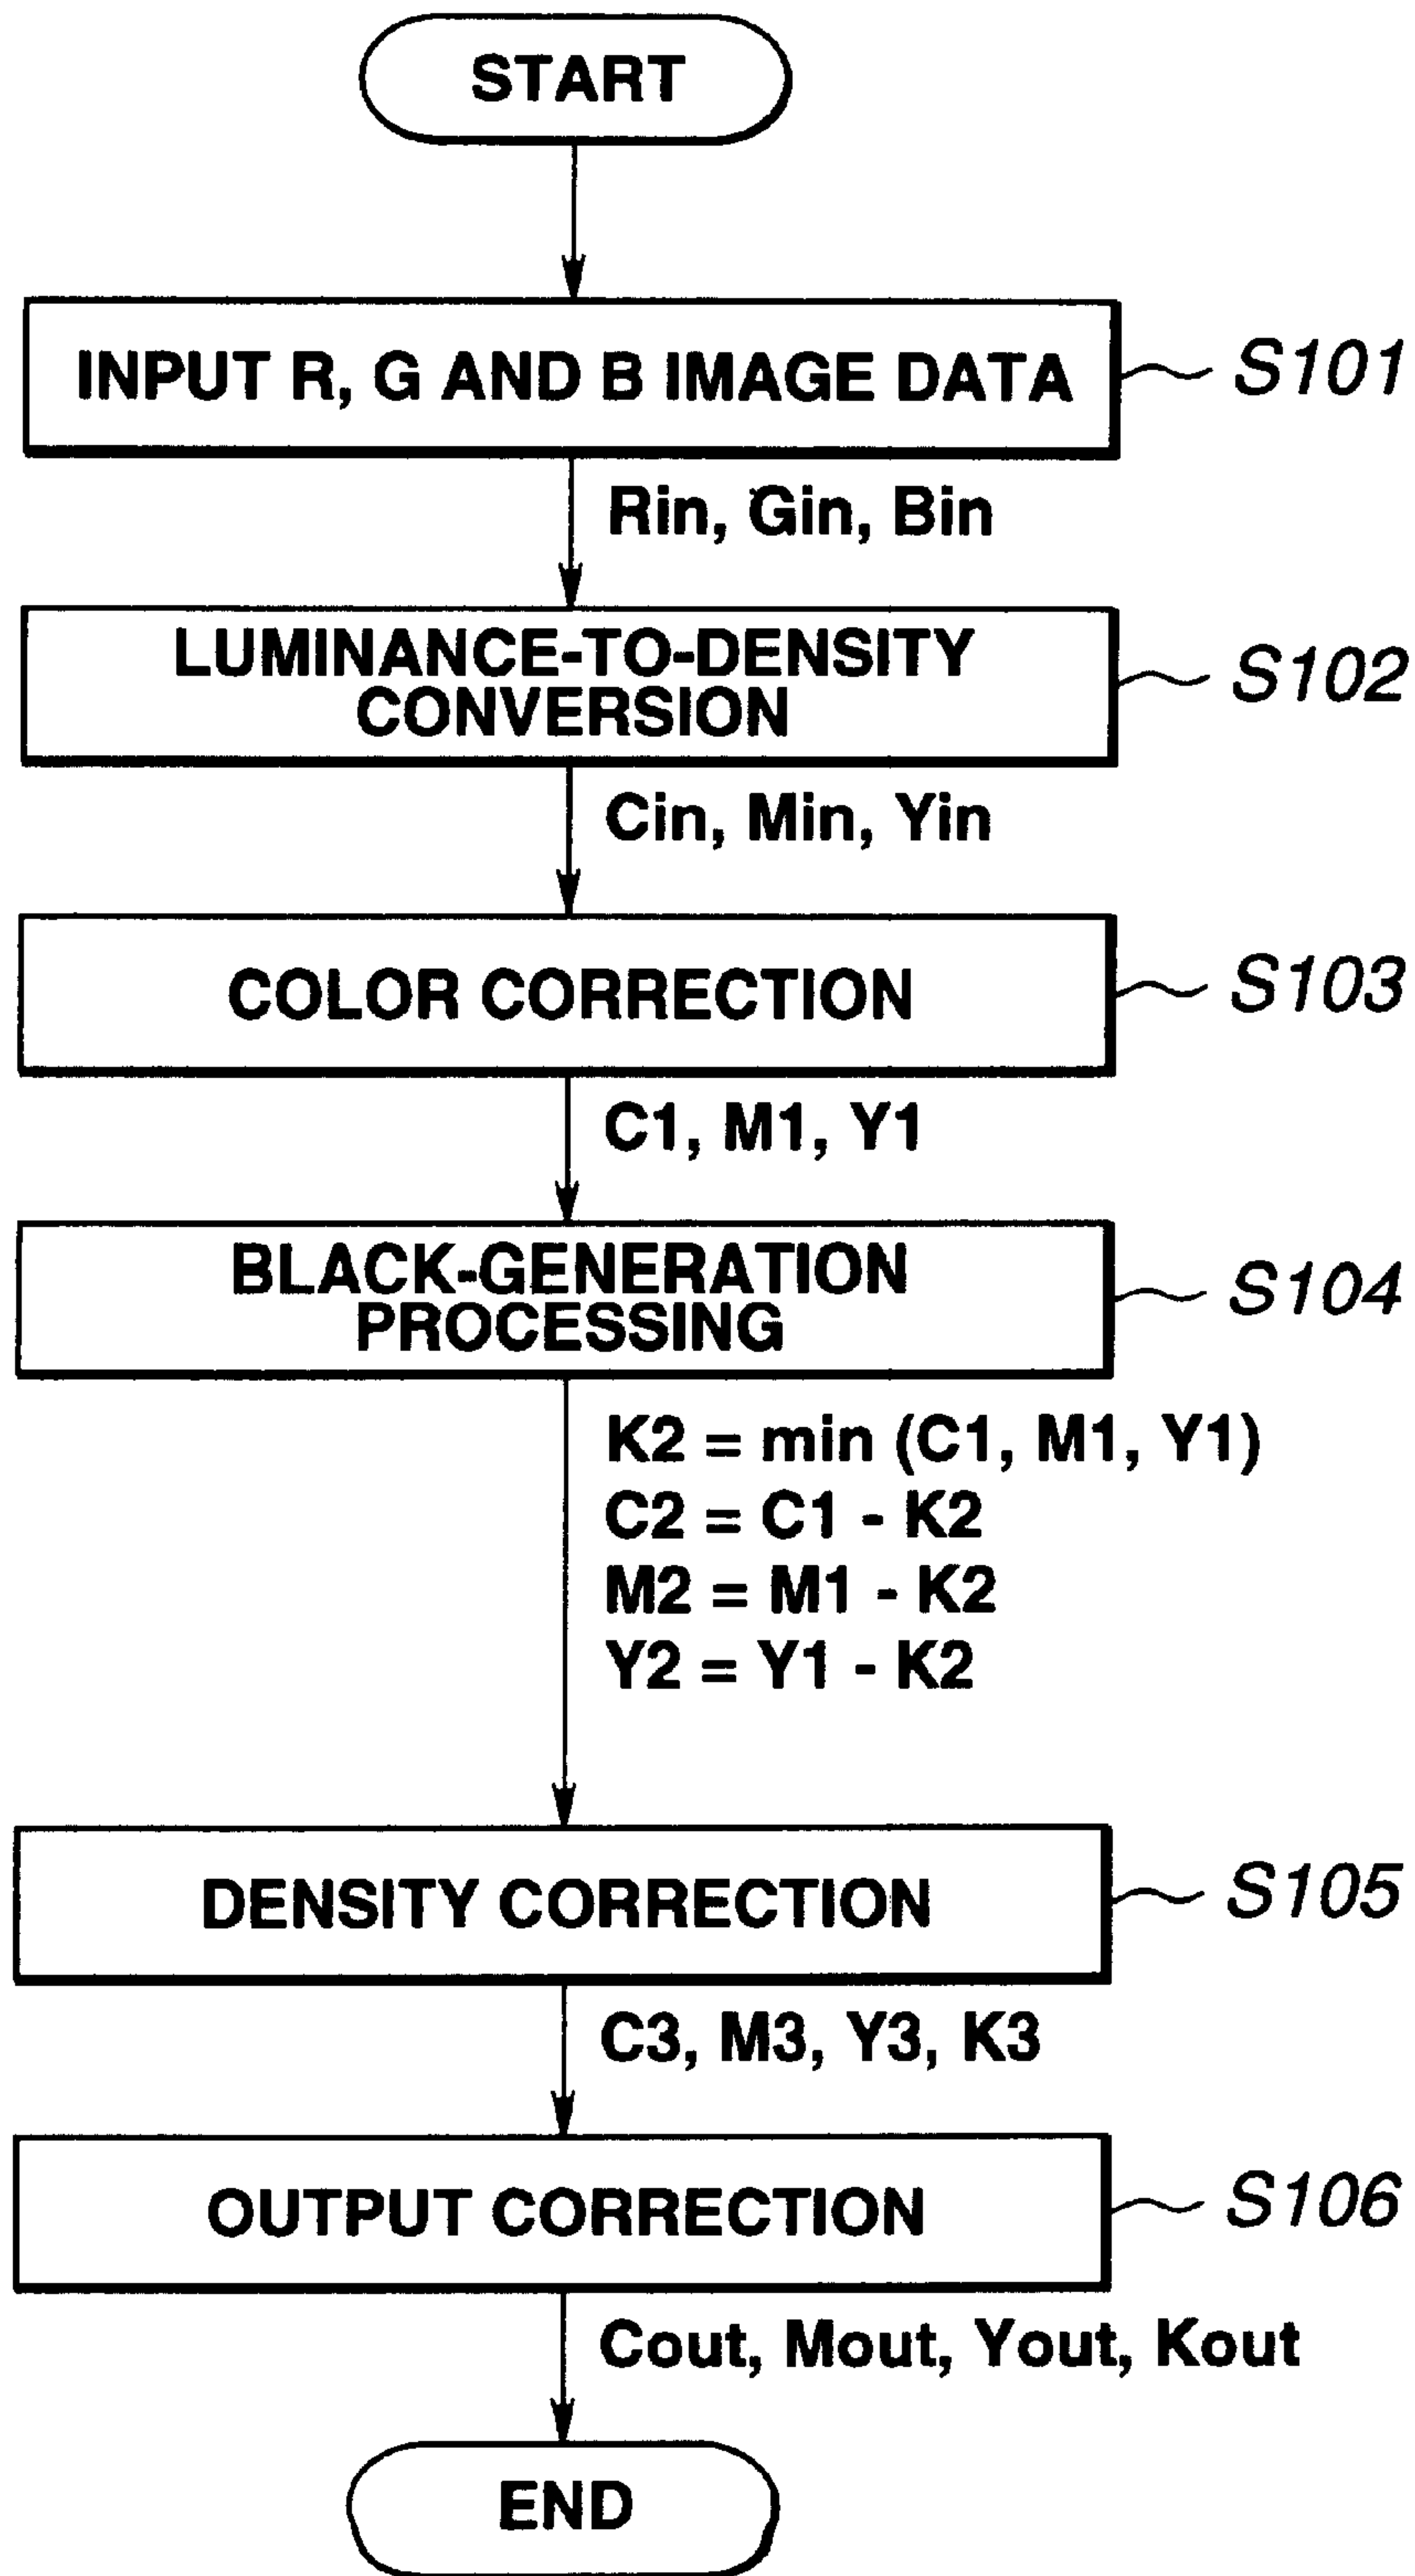 START
INPUT R, G AND B IMAGE DATA
S101
Rin, Gin, Bin
LUMINANCE-TO-DENSITY
CONVERSION
S102
Cin, Min, Yin
COLOR CORRECTION
S103
C1, M1, Y1
BLACK-GENERATION
PROCESSING
S104
K2 = min (C1, M1, Y1)
C2 = C1 - K2
M2 = M1 - K2
Y2 = Y1 - K2
DENSITY CORRECTION
S105
C3, M3, Y3, K3
OUTPUT CORRECTION
S106
Cout, Mout, Yout, Kout
END